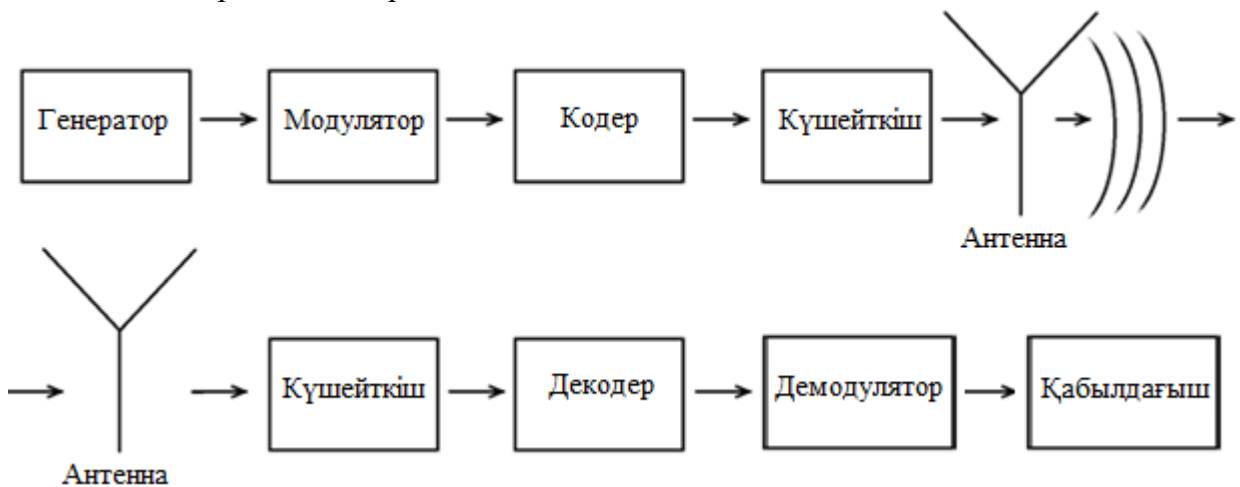 Генератор
Модулятор
Кодер
Күшейткіш
Антенна
Антенна
Күшейткіш
Декодер
Демодулятор
Қабылдағыш